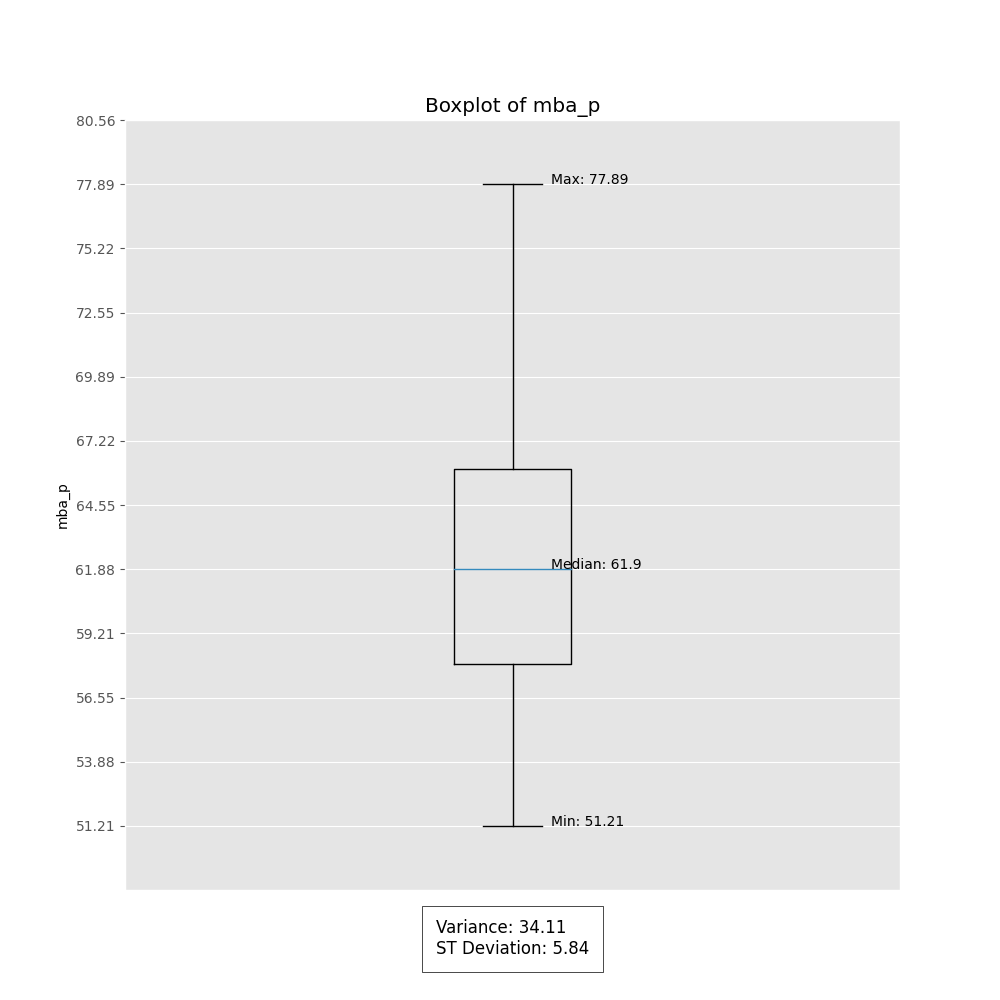 Boxplot of mba_p
80.56
77.89
Max: 77.89
75.22
72.55
69.89
67.22
mba_p
64.55
61.88
Median: 61.9
59.21
56.55
53.88
51.21
Min: 51.21
Variance: 34.11
ST Deviation: 5.84